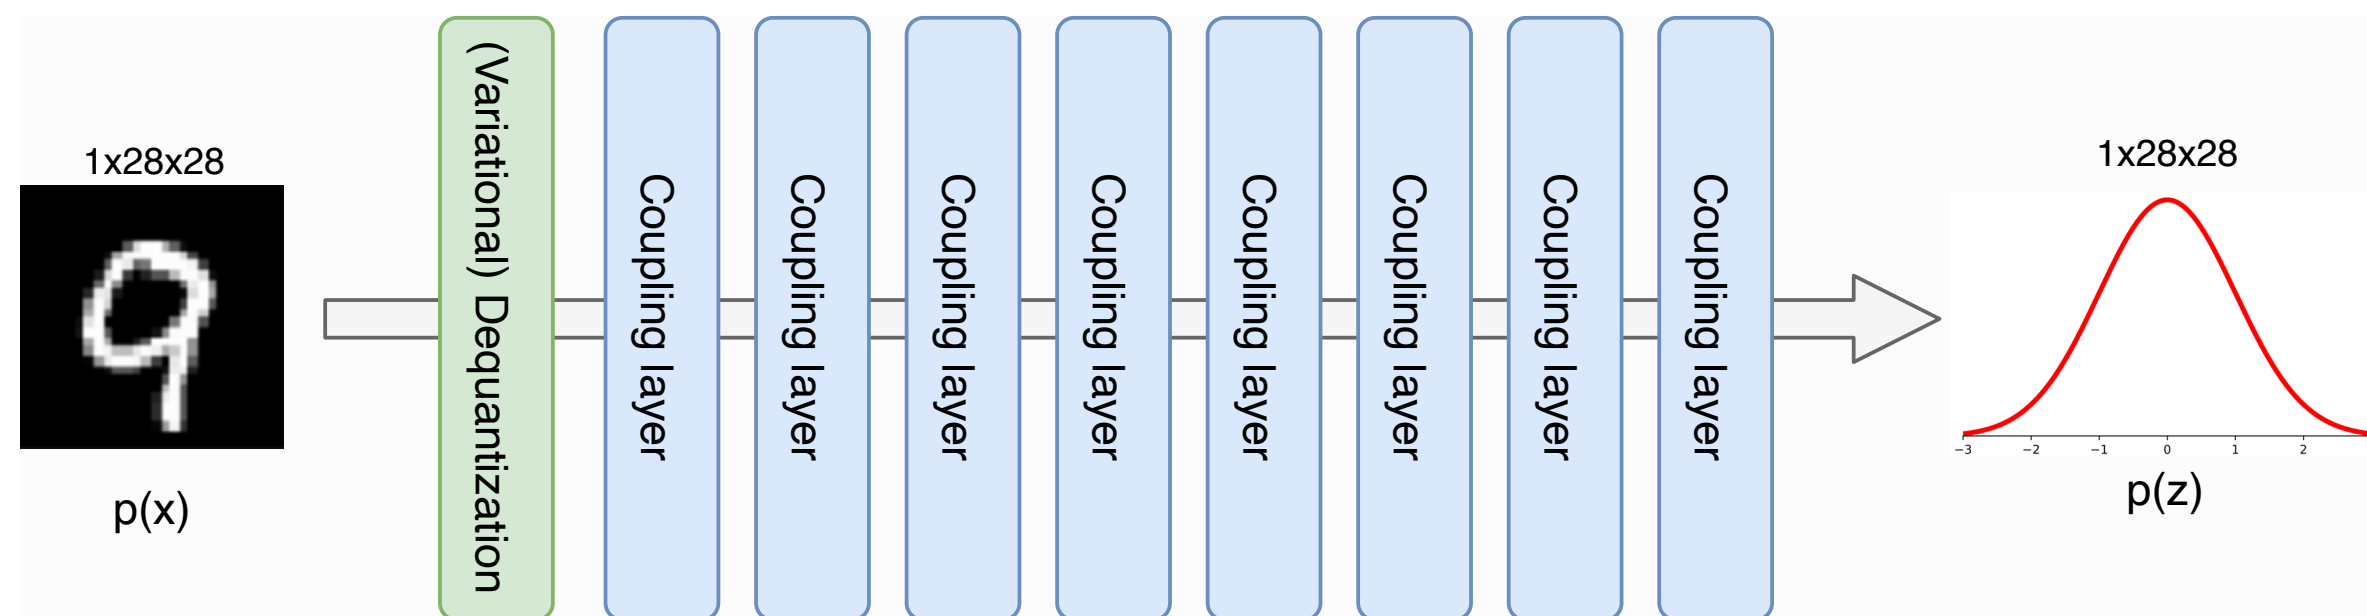 1x28x28
p(x)
(Variational) Dequantization
Coupling layer
Coupling layer
Coupling layer
Coupling layer
Coupling layer
Coupling layer
Coupling layer
Coupling layer
1x28x28
−3 −2 −1 0 1 2
p(z)